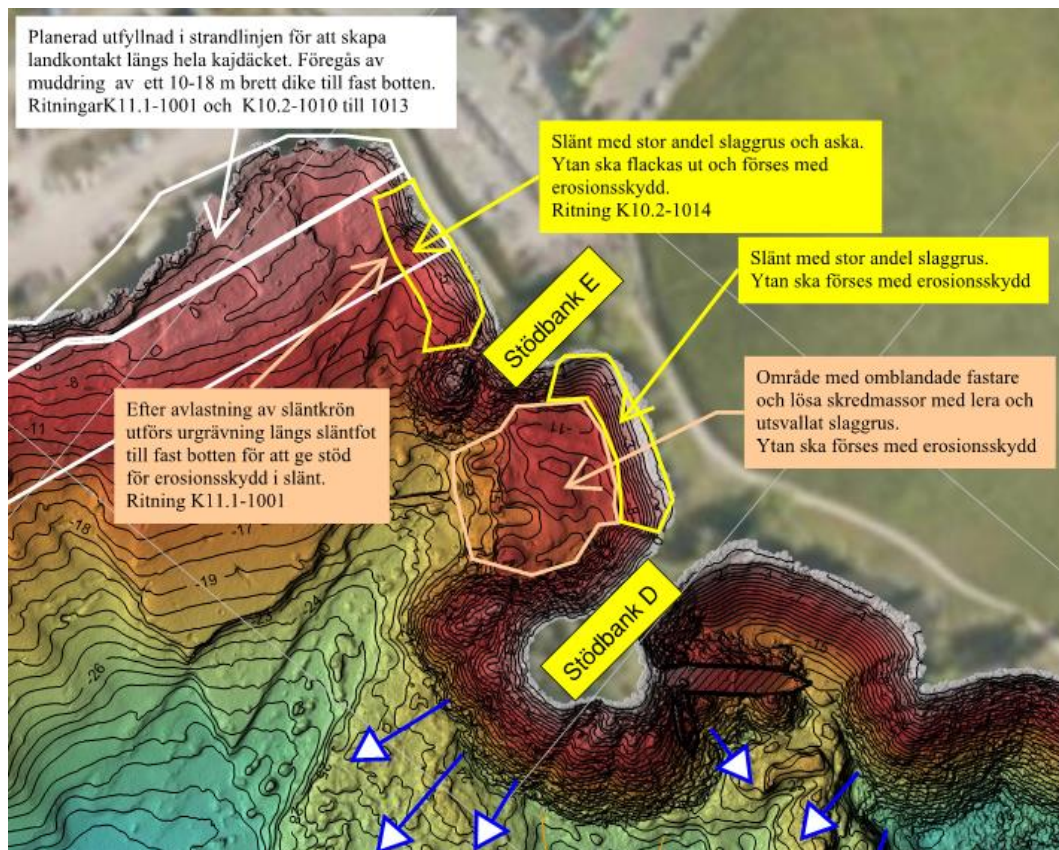 Planerad utfyllnad i strandlinjen för att skapa
landkontakt längs hela kajdäcket. Föregås av
muddring av ett 10-18 m brett dike till fast botten.
RitningarK11.1-1001 och K10.2-1010 till 1013
Slänt med stor andel slaggrus och aska.
Ytan ska flackas ut och förses med
erosionsskydd.
Ritning K10.2-1014
Slänt med stor andel slaggrus.
Ytan ska förses med erosionsskydd
Stödbank E
Område med omblandade fastare
och lösa skredmassor med lera och
utsvallat slaggrus.
Ytan ska förses med erosionsskydd
Efter avlastning av släntkrön
utförs urgrävning längs släntfot
till fast botten för att ge stöd
för erosionsskydd i slänt.
Ritning K11.1-1001
Stödbank D
-8
-11
-11
-18
-17
-19
-24
-26